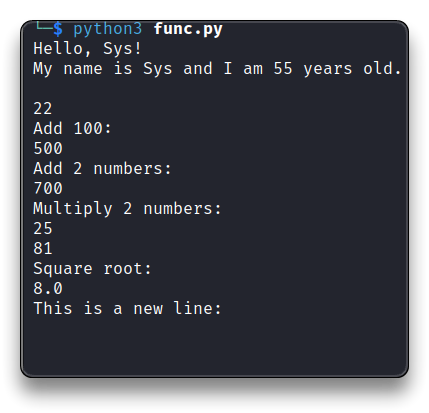 └─$ python3 func.py
Hello, Sys!
My name is Sys and I am 55 years old.
22
Add 100:
500
Add 2 numbers:
700
Multiply 2 numbers:
25
81
Square root:
8.0
This is a new line: